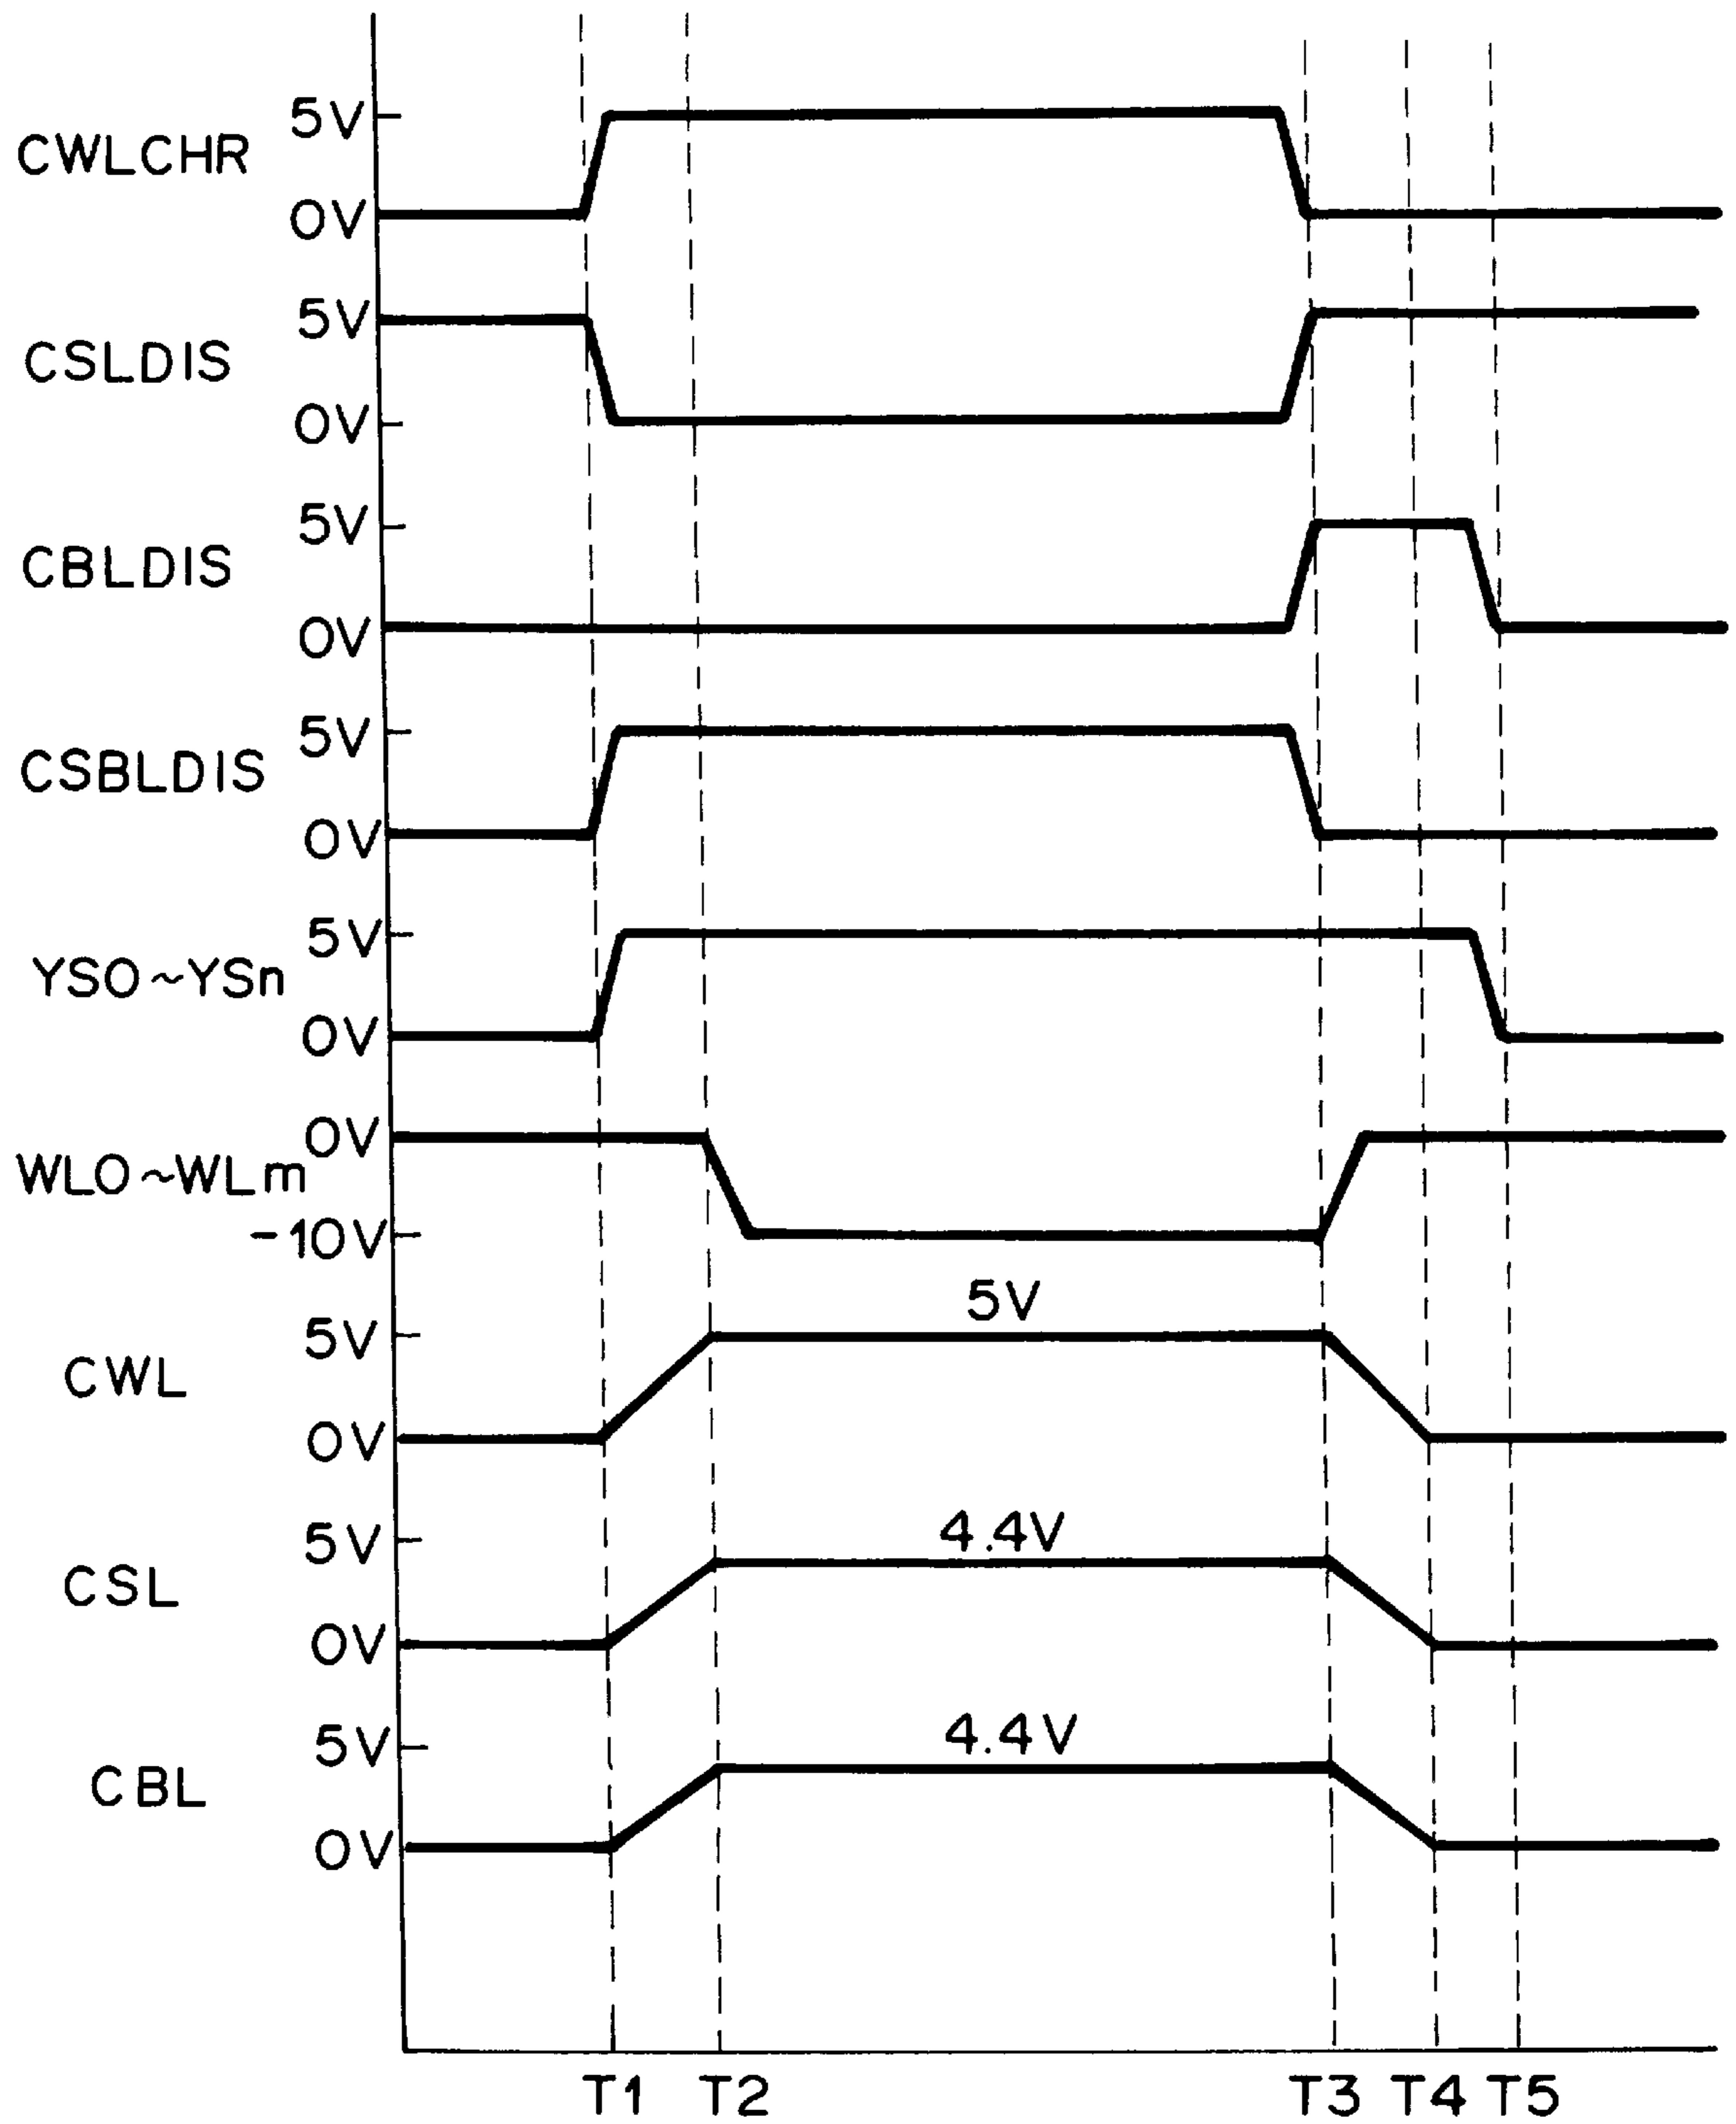 5V
CWLCHR
0V
5V
CSLDIS
0V
5V
CBLDIS
0V
5V
CSBLDIS
0V
5V
YS0~YSn
0V
0V
WL0~WLm
-10V
5V
5V
CWL
0V
4.4V
5V
CSL
0V
4.4V
5V
CBL
0V
T1 T2 T3 T4 T5